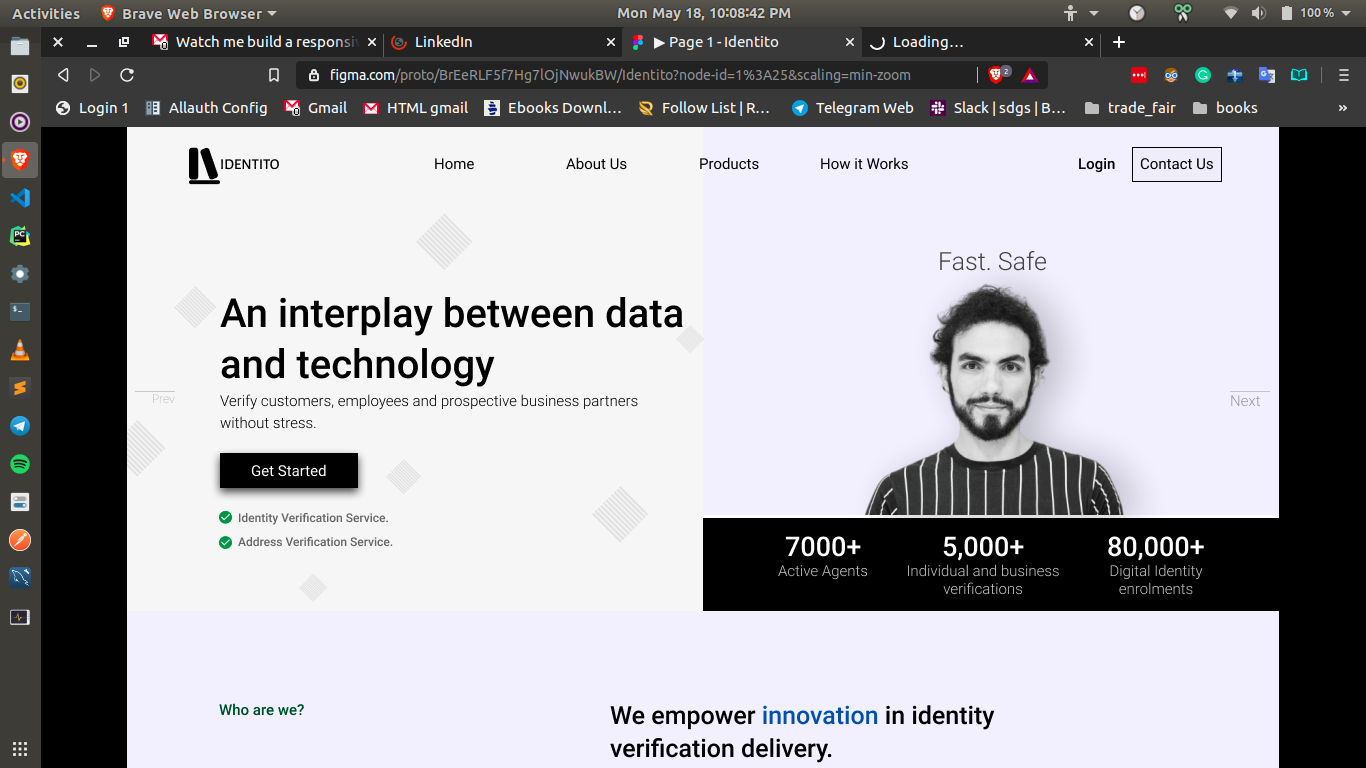 Activities
Brave Web Browser
Mon May 18, 10:08:42 PM
100 %
Watch me build a responsiv
LinkedIn
▶ Page 1 - Identito
Loading…
figma.com/proto/BrEeRLF5f7Hg7lOjNwukBW/Identito?node-id=1%3A25&scaling=min-zoom
2
Login 1
Allauth Config
Gmail
HTML gmail
Ebooks Downl…
Follow List | R…
Telegram Web
Slack | sdgs | B…
trade_fair
books
»
IDENTITO
Home
About Us
Products
How it Works
Login
Contact Us
Fast. Safe
An interplay between data
and technology
Prev
Next
Verify customers, employees and prospective business partners
without stress.
Get Started
Identity Verification Service.
Address Verification Service.
7000+
Active Agents
5,000+
Individual and business
verifications
80,000+
Digital Identity
enrolments
Who are we?
We empower innovation in identity
verification delivery.